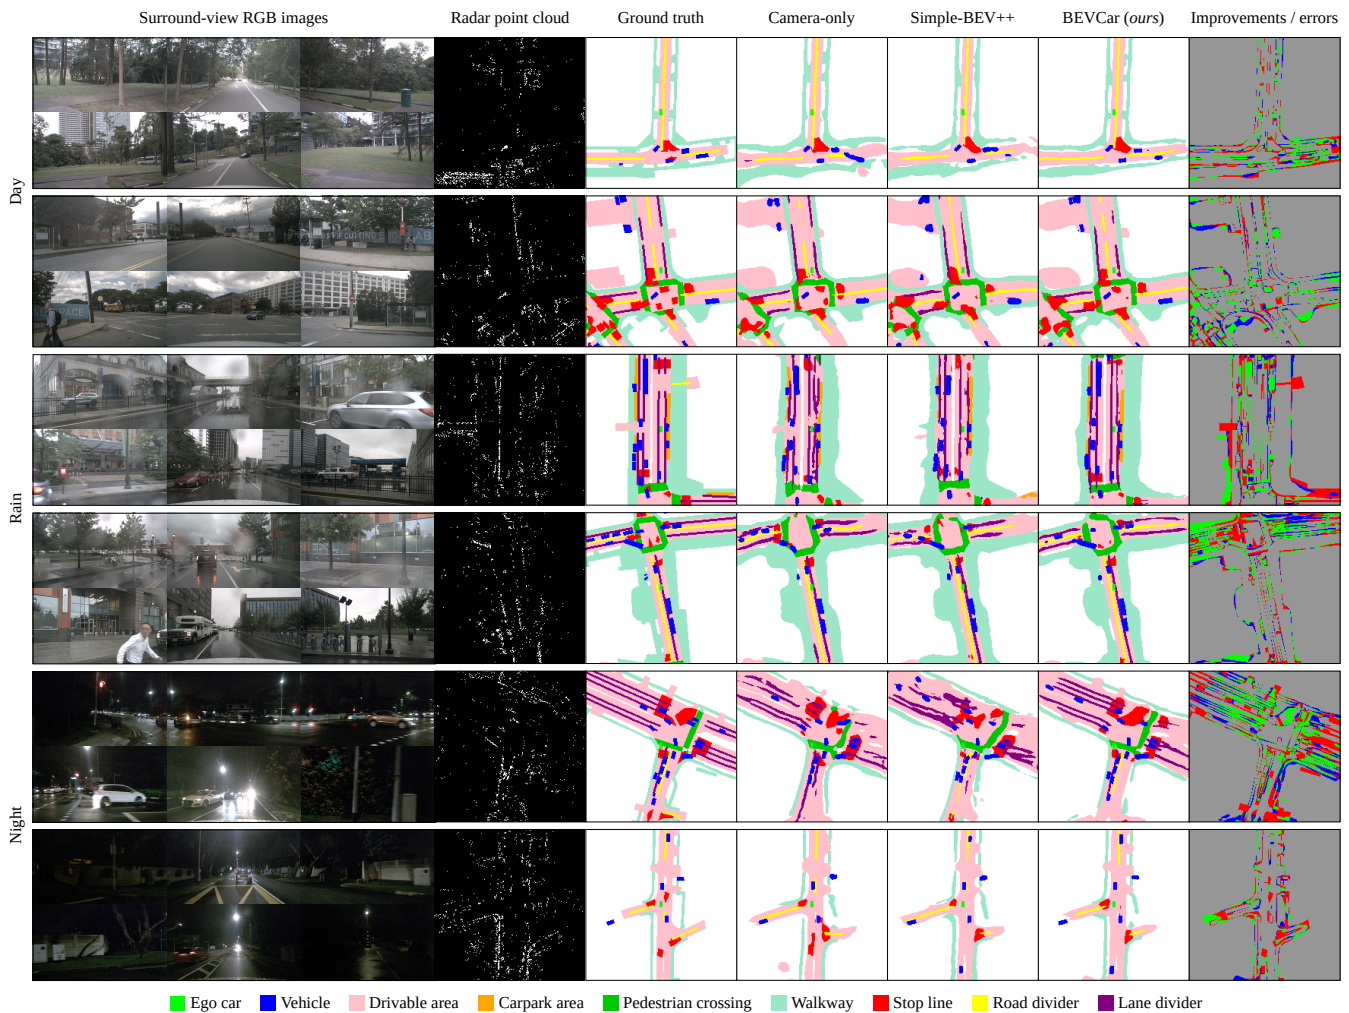 Surround-view RGB images
Radar point cloud
Ground truth
Camera-only
Simple-BEV++
BEVCar (ours)
Improvements / errors
Day
Rain
Night
Ego car
Vehicle
Drivable area
Carpark area
Pedestrian crossing
Walkway
Stop line
Road divider
Lane divider